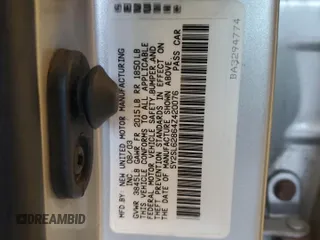 MFD BY: NEW UNITED MOTOR MANUFACTURING
INC. 08/03
GVWR 3845LB GAWR FR 2015LB RR 1850LB
THIS VEHICLE CONFORMS TO ALL APPLICABLE
FEDERAL MOTOR VEHICLE SAFETY, BUMPER, AND
THEFT PREVENTION STANDARDS IN EFFECT ON
THE DATE OF MANUFACTURE SHOWN ABOVE.
5Y2SL62864Z420076 PASS CAR
BA3294774
DREAMBID